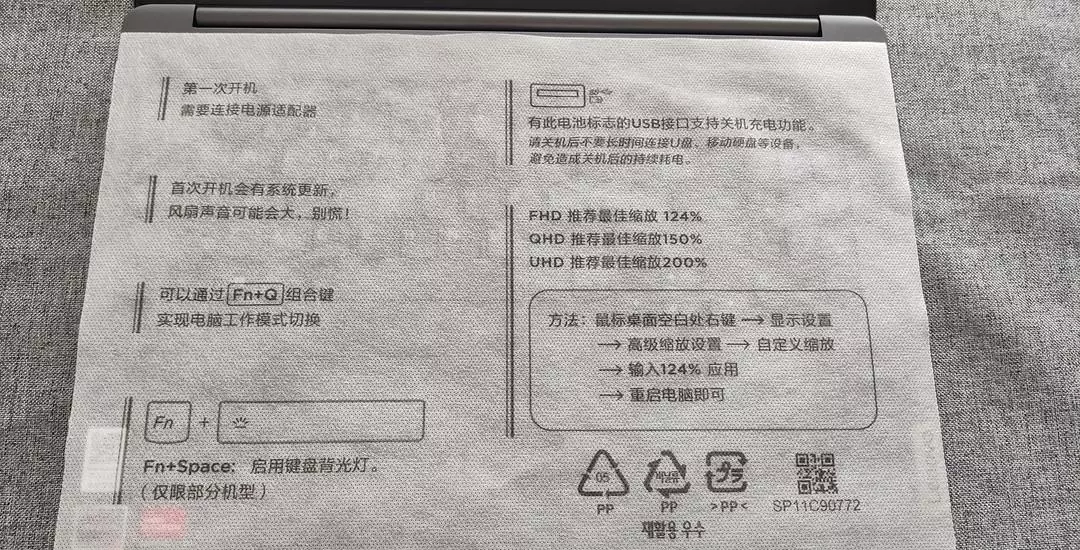 第一次开机
需要连接电源适配器
首次开机会有系统更新,
风扇声音可能会大，别慌！
可以通过 Fn+Q 组合键
实现电脑工作模式切换
Fn +
Fn+Space: 启用键盘背光灯。
（仅限部分机型）
有此电池标志的USB接口支持关机充电功能。
请关机后不要长时间连接U盘、移动硬盘等设备，
避免造成关机后的持续耗电。
FHD 推荐最佳缩放 124%
QHD 推荐最佳缩放150%
UHD 推荐最佳缩放200%
方法：鼠标桌面空白处右键 → 显示设置
→ 高级缩放设置 → 自定义缩放
→ 输入124% 应用
→ 重启电脑即可
05
PP
PP
プラ
>PP<
SP11C90772
재활용 우수